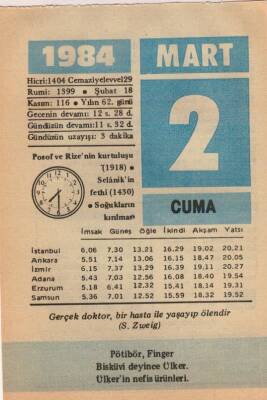 1984
MART
Hicri:1404 Cemaziyelevvel29
Rumi: 1399 • Şubat 18
Kasım: 116 • Yılın 62. günü
Gecenin devamı: 12 s. 28 d.
Gündüzün devamı:11 s. 32 d.
Gündüzün uzayışı: 3 dakika
2
CUMA
Posof ve Rize'nin kurtuluşu
(1918) •
Selânik'in
fethi (1430)
• Soğukların
kırılması
İmsak Güneş Öğle İkindi Akşam Yatsı
İstanbul 6,06 7,30 13,21 16.29 19,02 20,21
Ankara 5,51 7.14 13,06 16.15 18.47 20.05
İzmir 6,15 7,37 13.29 16.39 19,11 20.27
Adana 5,43 7,03 12.56 16.08 18.40 19.54
Erzurum 5.18 6,41 12,32 15.41 18.14 19.31
Samsun 5.36 7,01 12,52 15.59 18,32 19.52
Gerçek doktor, bir hasta ile yaşayıp ölendir
(S. Zweig)
Pötibör, Finger
Bisküvi deyince Ülker.
Ülker'in nefis ürünleri.